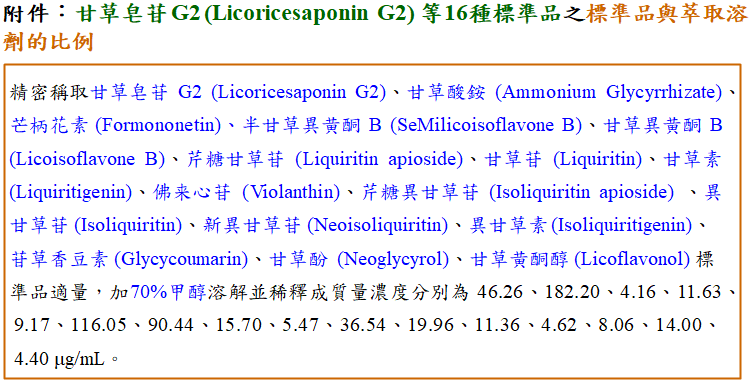 附件：甘草皂苷 G2 (Licoricesaponin G2) 等16種標準品之標準品與萃取溶
劑的比例
精密稱取甘草皂苷 G2 (Licoricesaponin G2)、甘草酸銨 (Ammonium Glycyrrhizate)、
芒柄花素 (Formononetin)、半甘草異黄酮 B (SeMilicoisoflavone B)、甘草異黄酮 B
(Licoisoflavone B)、芹糖甘草苷 (Liquiritin apioside)、甘草苷 (Liquiritin)、甘草素
(Liquiritigenin)、佛来心苷 (Violanthin)、芹糖異甘草苷 (Isoliquiritin apioside) 、異
甘草苷 (Isoliquiritin)、新異甘草苷 (Neoisoliquiritin)、異甘草素 (Isoliquiritigenin)、
苷草香豆素 (Glycycoumarin)、甘草酚 (Neoglycyrol)、甘草黄酮醇 (Licoflavonol) 標
準品適量，加70%甲醇溶解並稀釋成質量濃度分別為 46.26、182.20、4.16、11.63、
9.17、116.05、90.44、15.70、5.47、36.54、19.96、11.36、4.62、8.06、14.00、
4.40 μg/mL。